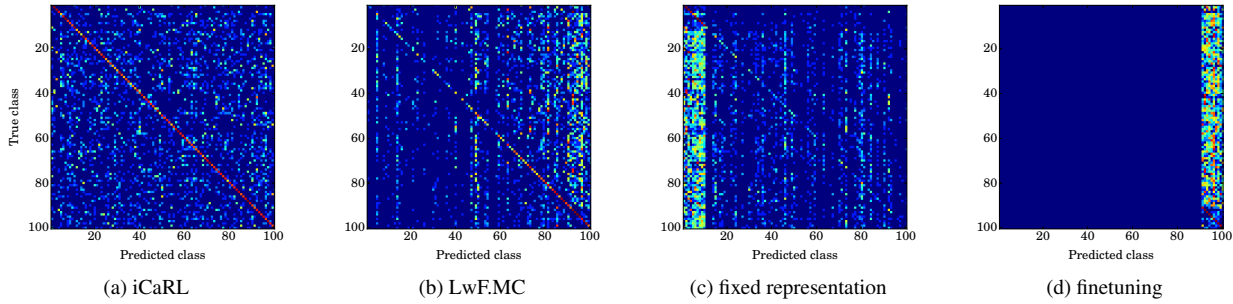 True class
20
40
60
80
100
20 40 60 80 100
Predicted class
(a) iCaRL
20
40
60
80
100
20 40 60 80 100
Predicted class
(b) LwF.MC
20
40
60
80
100
20 40 60 80 100
Predicted class
(c) fixed representation
20
40
60
80
100
20 40 60 80 100
Predicted class
(d) finetuning